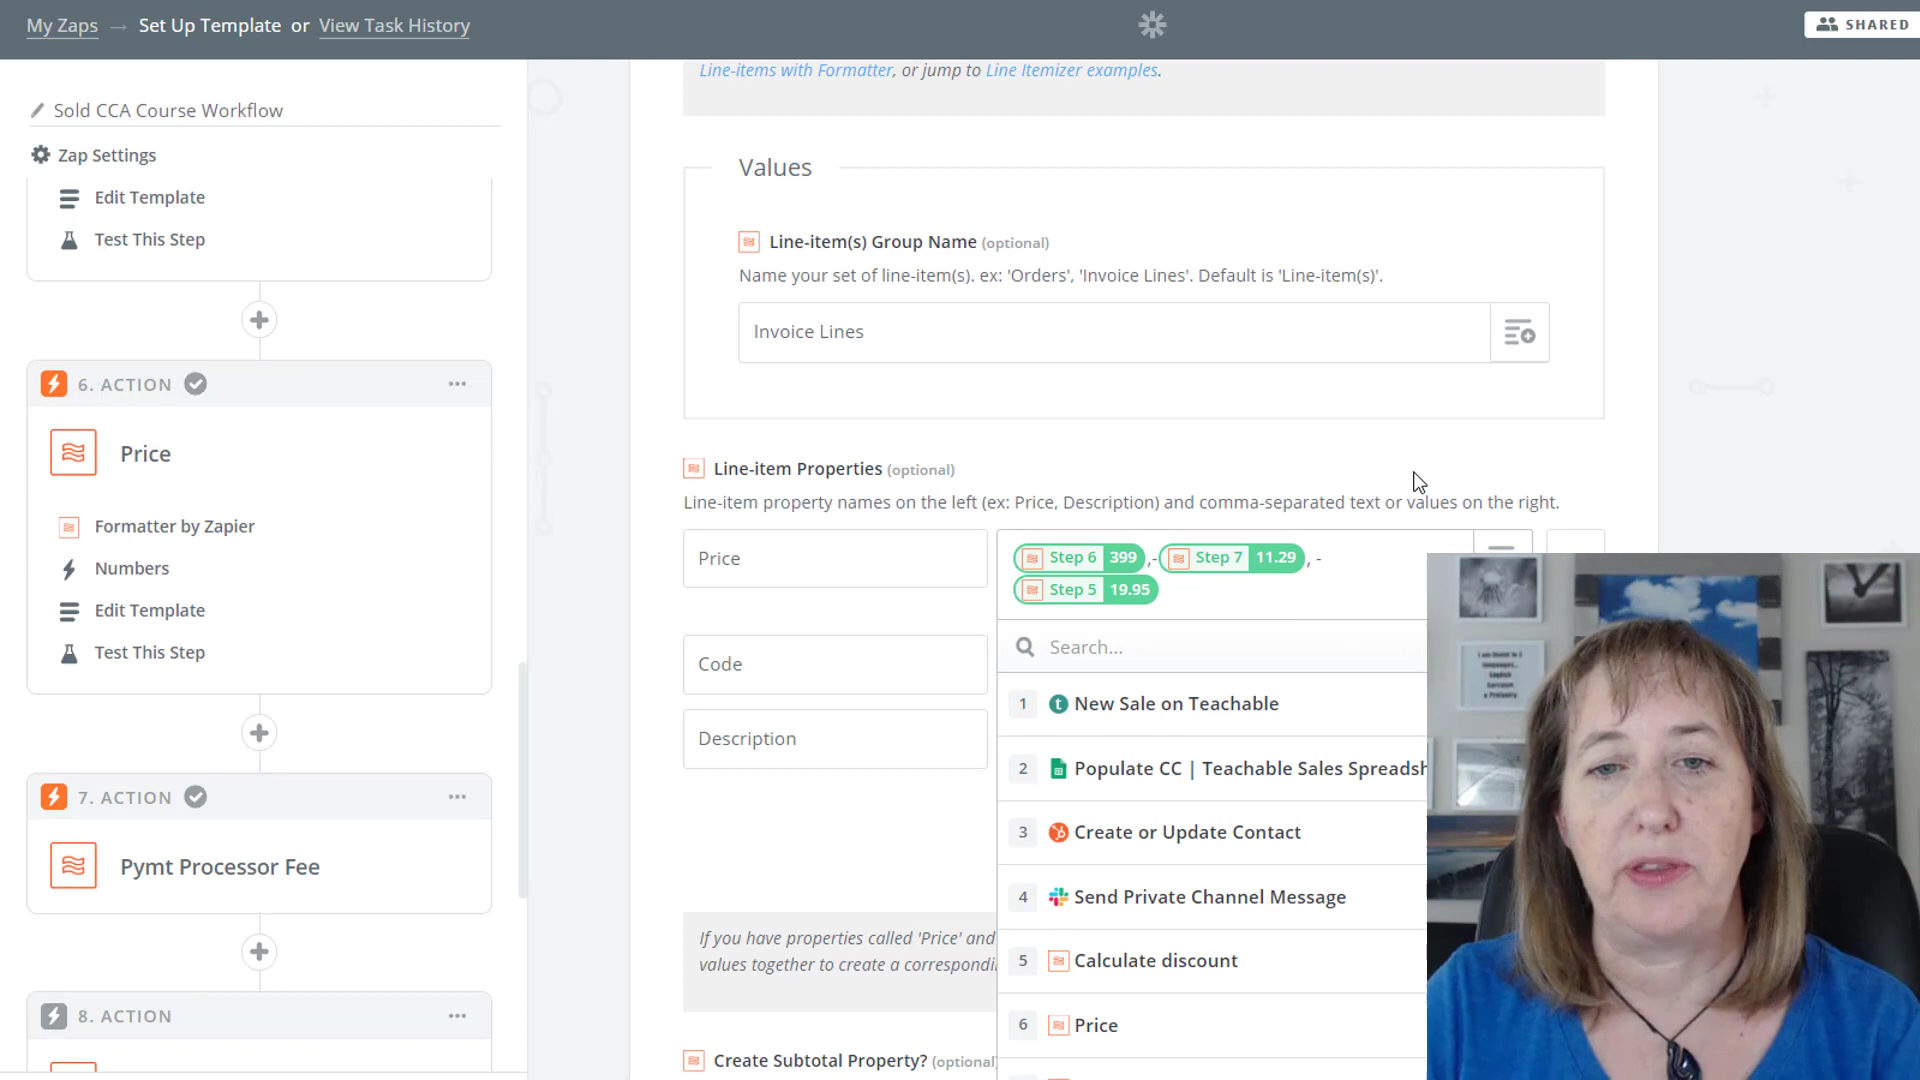 My Zaps → Set Up Template or View Task History
SHARED
Sold CCA Course Workflow
Zap Settings
Edit Template
Test This Step
6. ACTION
Price
Formatter by Zapier
Numbers
Edit Template
Test This Step
7. ACTION
Pymt Processor Fee
8. ACTION
Line-items with Formatter, or jump to Line Itemizer examples.
Values
Line-item(s) Group Name (optional)
Name your set of line-item(s). ex: 'Orders', 'Invoice Lines'. Default is 'Line-item(s)'.
Invoice Lines
Line-item Properties (optional)
Line-item property names on the left (ex: Price, Description) and comma-separated text or values on the right.
Price
Step 6 399 ,- Step 7 11.29 , -
Step 5 19.95
Code
Description
Search...
1 New Sale on Teachable
2 Populate CC | Teachable Sales Spreadsh
3 Create or Update Contact
4 Send Private Channel Message
5 Calculate discount
6 Price
If you have properties called 'Price' and
values together to create a correspondi
Create Subtotal Property? (optional)